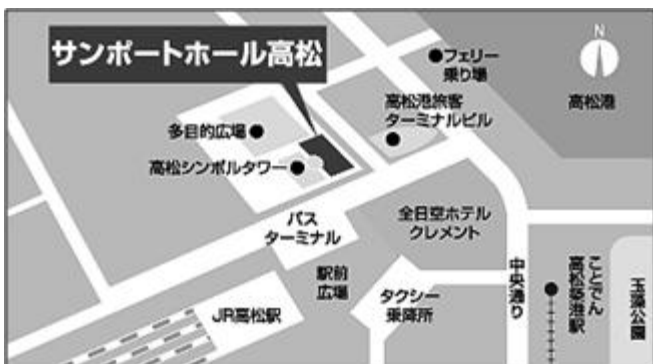 サンポートホール高松
フェリー
乗り場
N
高松港
高松港旅客
ターミナルビル
多目的広場
高松シンボルタワー
バス
ターミナル
全日空ホテル
クレメント
駅前
広場
タクシー
乗降所
JR高松駅
中央通り
ことでん
高松築港駅
玉藻公園